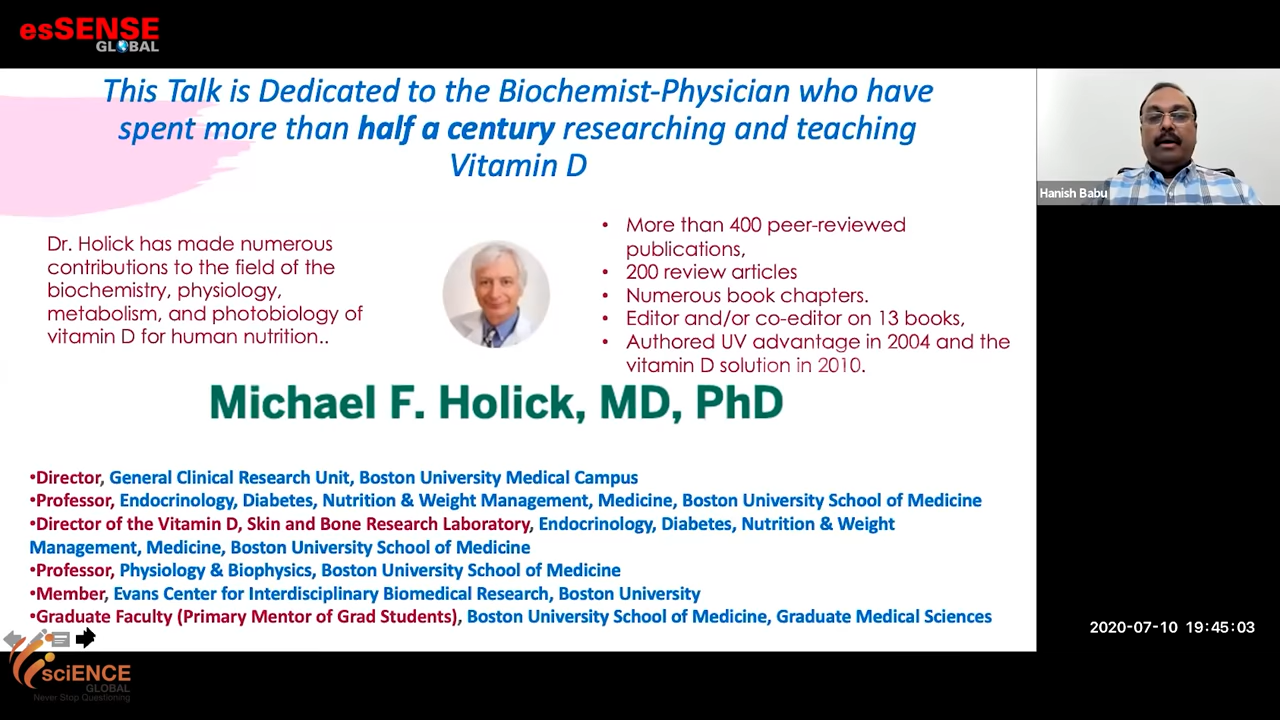 esSENSE
GLOBAL
This Talk is Dedicated to the Biochemist-Physician who have
spent more than half a century researching and teaching
Vitamin D
Hanish Babu
Dr. Holick has made numerous
contributions to the field of the
biochemistry, physiology,
metabolism, and photobiology of
vitamin D for human nutrition..
• More than 400 peer-reviewed
publications,
• 200 review articles
• Numerous book chapters.
• Editor and/or co-editor on 13 books,
• Authored UV advantage in 2004 and the
vitamin D solution in 2010.
Michael F. Holick, MD, PhD
•Director, General Clinical Research Unit, Boston University Medical Campus
•Professor, Endocrinology, Diabetes, Nutrition & Weight Management, Medicine, Boston University School of Medicine
•Director of the Vitamin D, Skin and Bone Research Laboratory, Endocrinology, Diabetes, Nutrition & Weight
Management, Medicine, Boston University School of Medicine
•Professor, Physiology & Biophysics, Boston University School of Medicine
•Member, Evans Center for Interdisciplinary Biomedical Research, Boston University
•Graduate Faculty (Primary Mentor of Grad Students), Boston University School of Medicine, Graduate Medical Sciences
2020-07-10 19:45:03
sciENCE
GLOBAL
Never Stop Questioning